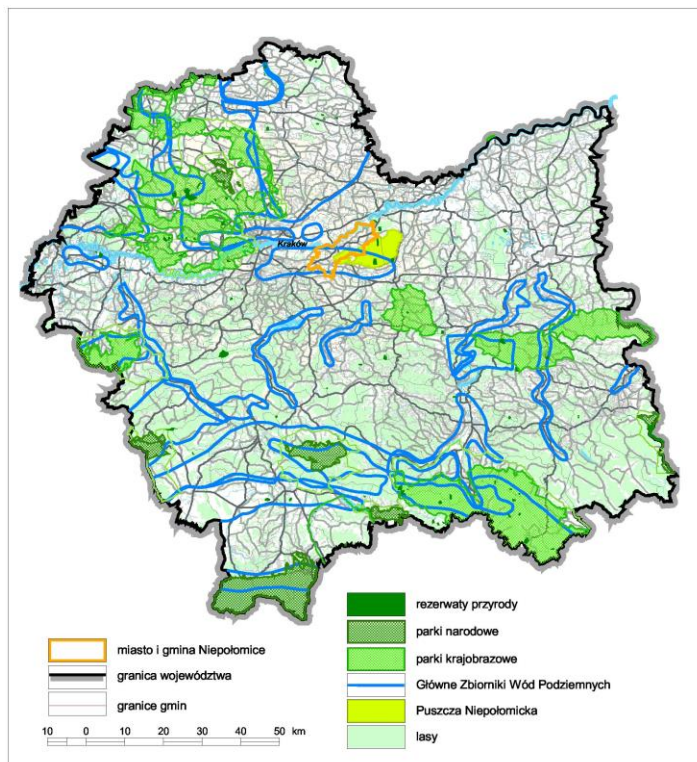 Kraków
rezerwaty przyrody
parki narodowe
parki krajobrazowe
Główne Zbiorniki Wód Podziemnych
Puszcza Niepołomicka
lasy
miasto i gmina Niepołomice
granica województwa
granice gmin
10 0 10 20 30 40 50 km